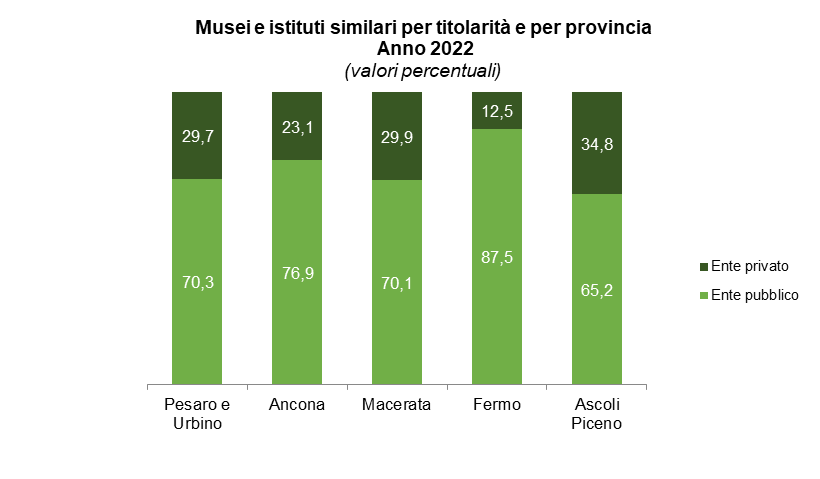 Musei e istituti similari per titolarità e per provincia
Anno 2022
(valori percentuali)
29,7
23,1
29,9
12,5
34,8
70,3
76,9
70,1
87,5
65,2
Ente privato
Ente pubblico
Pesaro e
Urbino
Ancona
Macerata
Fermo
Ascoli
Piceno